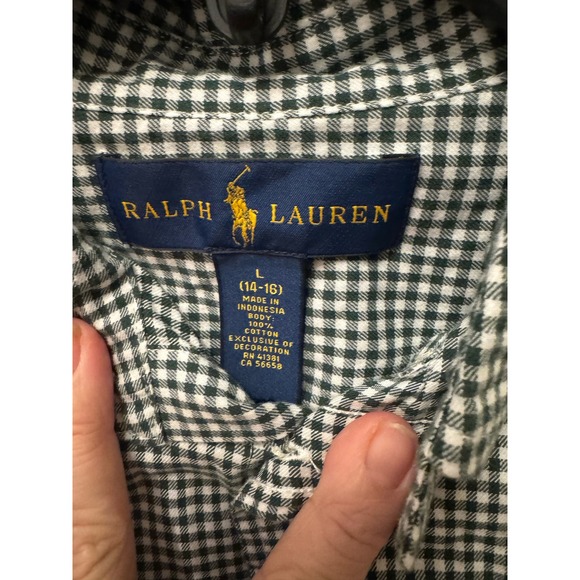 RALPH LAUREN
L
(14-16)
MADE IN
INDONESIA
BODY:
100%
COTTON
EXCLUSIVE OF
DECORATION
RN 41381
CA 56658